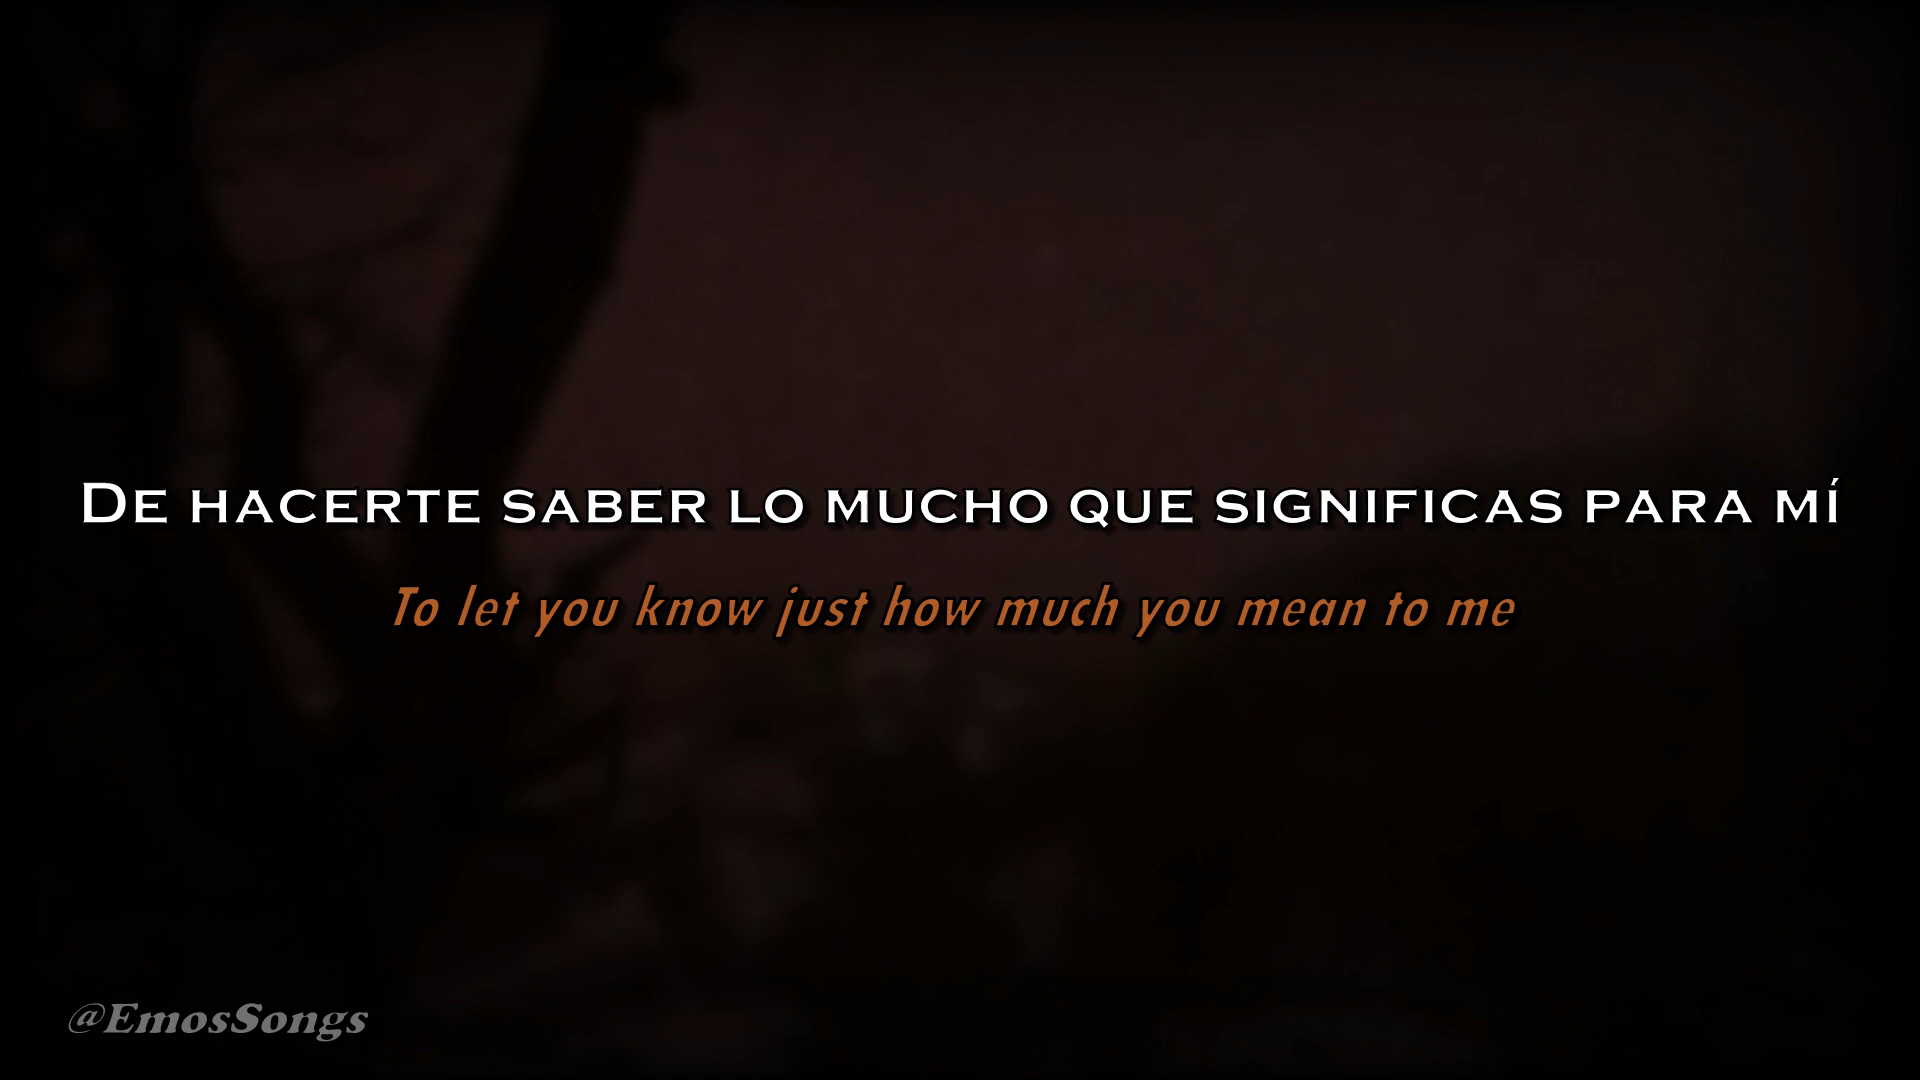 De hacerte saber lo mucho que significas para mí
To let you know just how much you mean to me
@EmosSongs